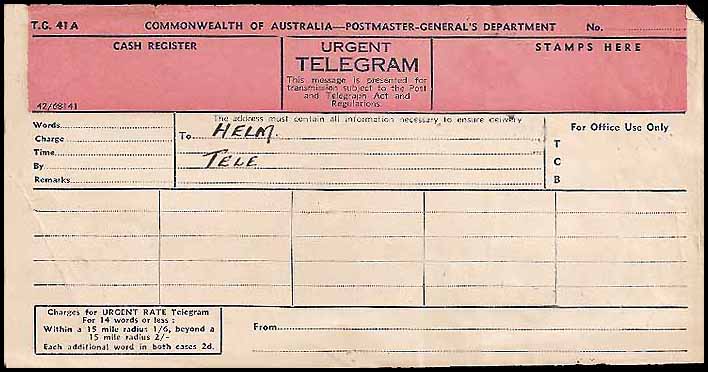 T.G. 41A COMMONWEALTH OF AUSTRALIA—POSTMASTER-GENERAL'S DEPARTMENT No.
CASH REGISTER
URGENT
TELEGRAM
This message is presented for
transmission subject to the Post
and Telegraph Act and
Regulations.
STAMPS HERE
42/68141
The address must contain all information necessary to ensure delivery
Words
Charge
Time
By
Remarks
To HELM.
TELE
For Office Use Only
T
C
B
Charges for URGENT RATE Telegram
For 14 words or less :
Within a 15 mile radius 1/6, beyond a
15 mile radius 2/-
Each additional word in both cases 2d.
From